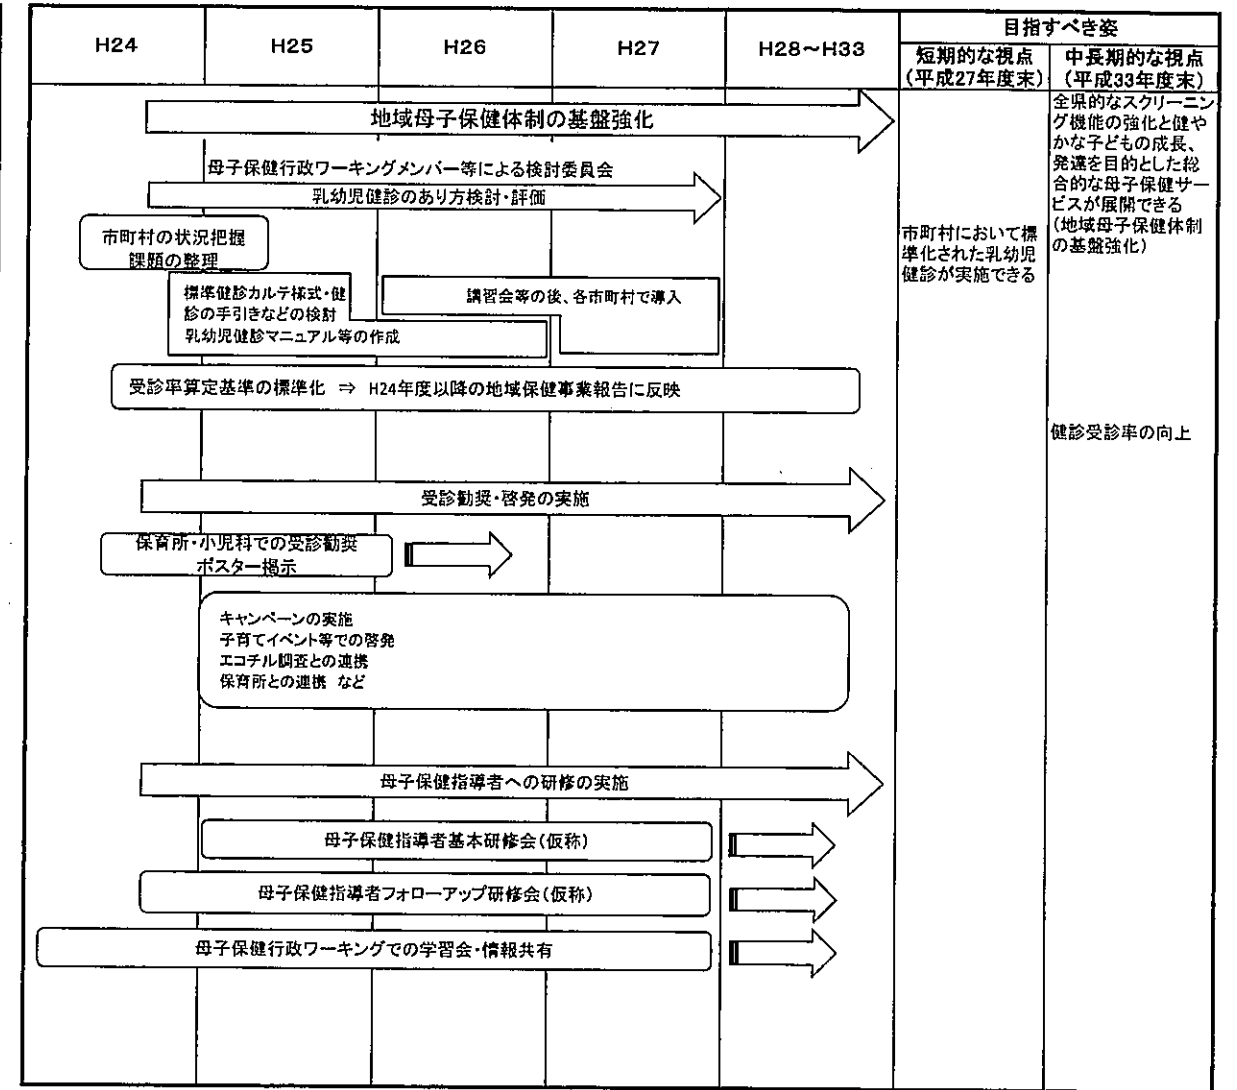 H24
H25
H26
H27
H28～H33
目指すべき姿
短期的な視点
(平成27年度末)
中長期的な視点
(平成33年度末)
地域母子保健体制の基盤強化
母子保健行政ワーキングメンバー等による検討委員会
乳幼児健診のあり方検討・評価
市町村の状況把握
課題の整理
標準健診カルテ様式・健
診の手引きなどの検討
乳幼児健診マニュアル等の作成
講習会等の後、各市町村で導入
受診率算定基準の標準化 ⇒ H24年度以降の地域保健事業報告に反映
受診勧奨・啓発の実施
保育所・小児科での受診勧奨
ポスター掲示
キャンペーンの実施
子育てイベント等での啓発
エコチル調査との連携
保育所との連携 など
母子保健指導者への研修の実施
母子保健指導者基本研修会(仮称)
母子保健指導者フォローアップ研修会(仮称)
母子保健行政ワーキングでの学習会・情報共有
市町村において標
準化された乳幼児
健診が実施できる
全県的なスクリーニン
グ機能の強化と健や
かな子どもの成長、
発達を目的とした総
合的な母子保健サー
ビスが展開できる
(地域母子保健体制
の基盤強化)
健診受診率の向上